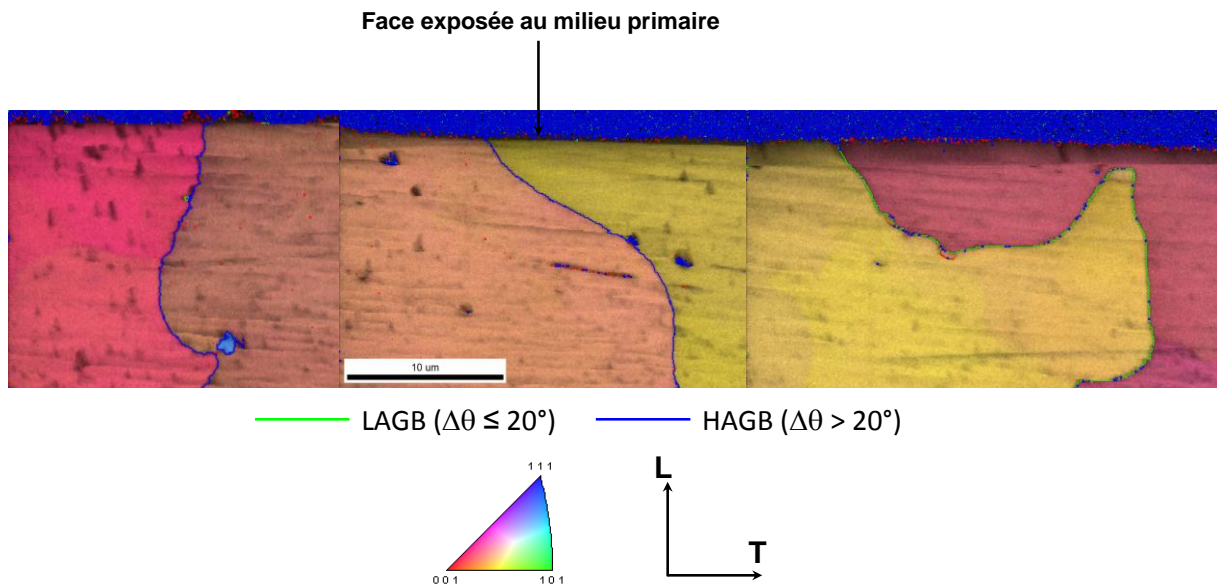 Face exposée au milieu primaire
10 um
LAGB (Δθ ≤ 20°)
HAGB (Δθ > 20°)
1 1 1
0 0 1
1 0 1
L
T